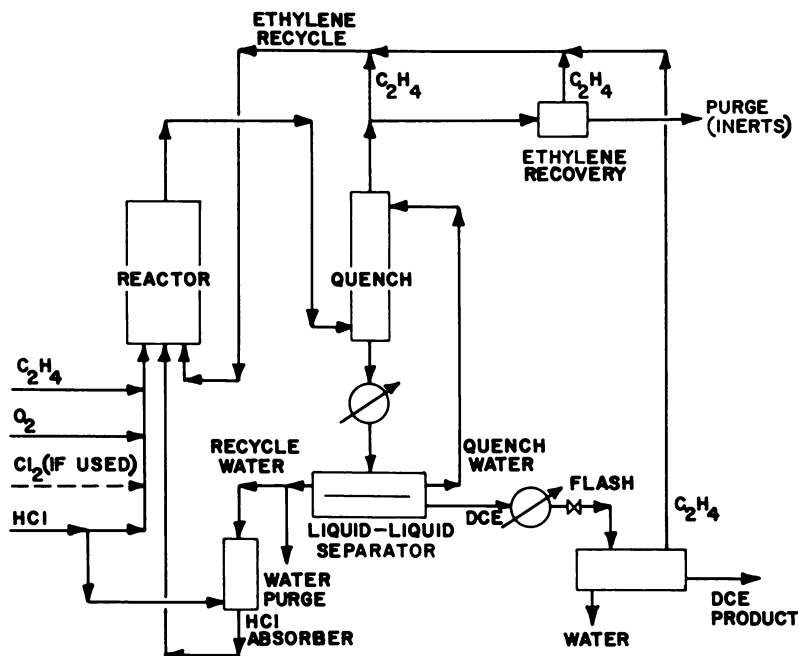 ETHYLENE
RECYCLE
C₂H₄
C₂H₄
PURGE
(INERTS)
ETHYLENE
RECOVERY
REACTOR
QUENCH
C₂H₄
O₂
Cl₂(IF USED)
HCl
RECYCLE
WATER
QUENCH
WATER
FLASH
C₂H₄
DCE
LIQUID-LIQUID
SEPARATOR
WATER
PURGE
HCl
ABSORBER
WATER
DCE
PRODUCT